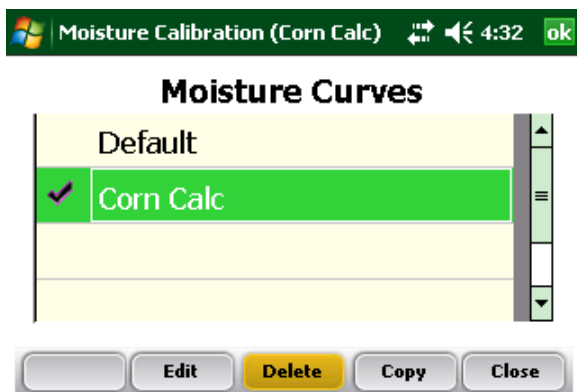 Moisture Calibration (Corn Calc) 4:32 ok
Moisture Curves
Default
Corn Calc
Edit Delete Copy Close